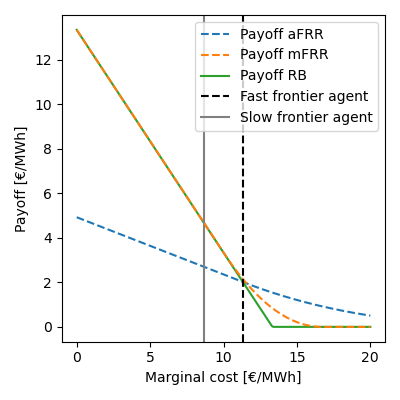 Payoff aFRR
Payoff mFRR
Payoff RB
Fast frontier agent
Slow frontier agent
Payoff [€/MWh]
12
10
8
6
4
2
0
0 5 10 15 20
Marginal cost [€/MWh]